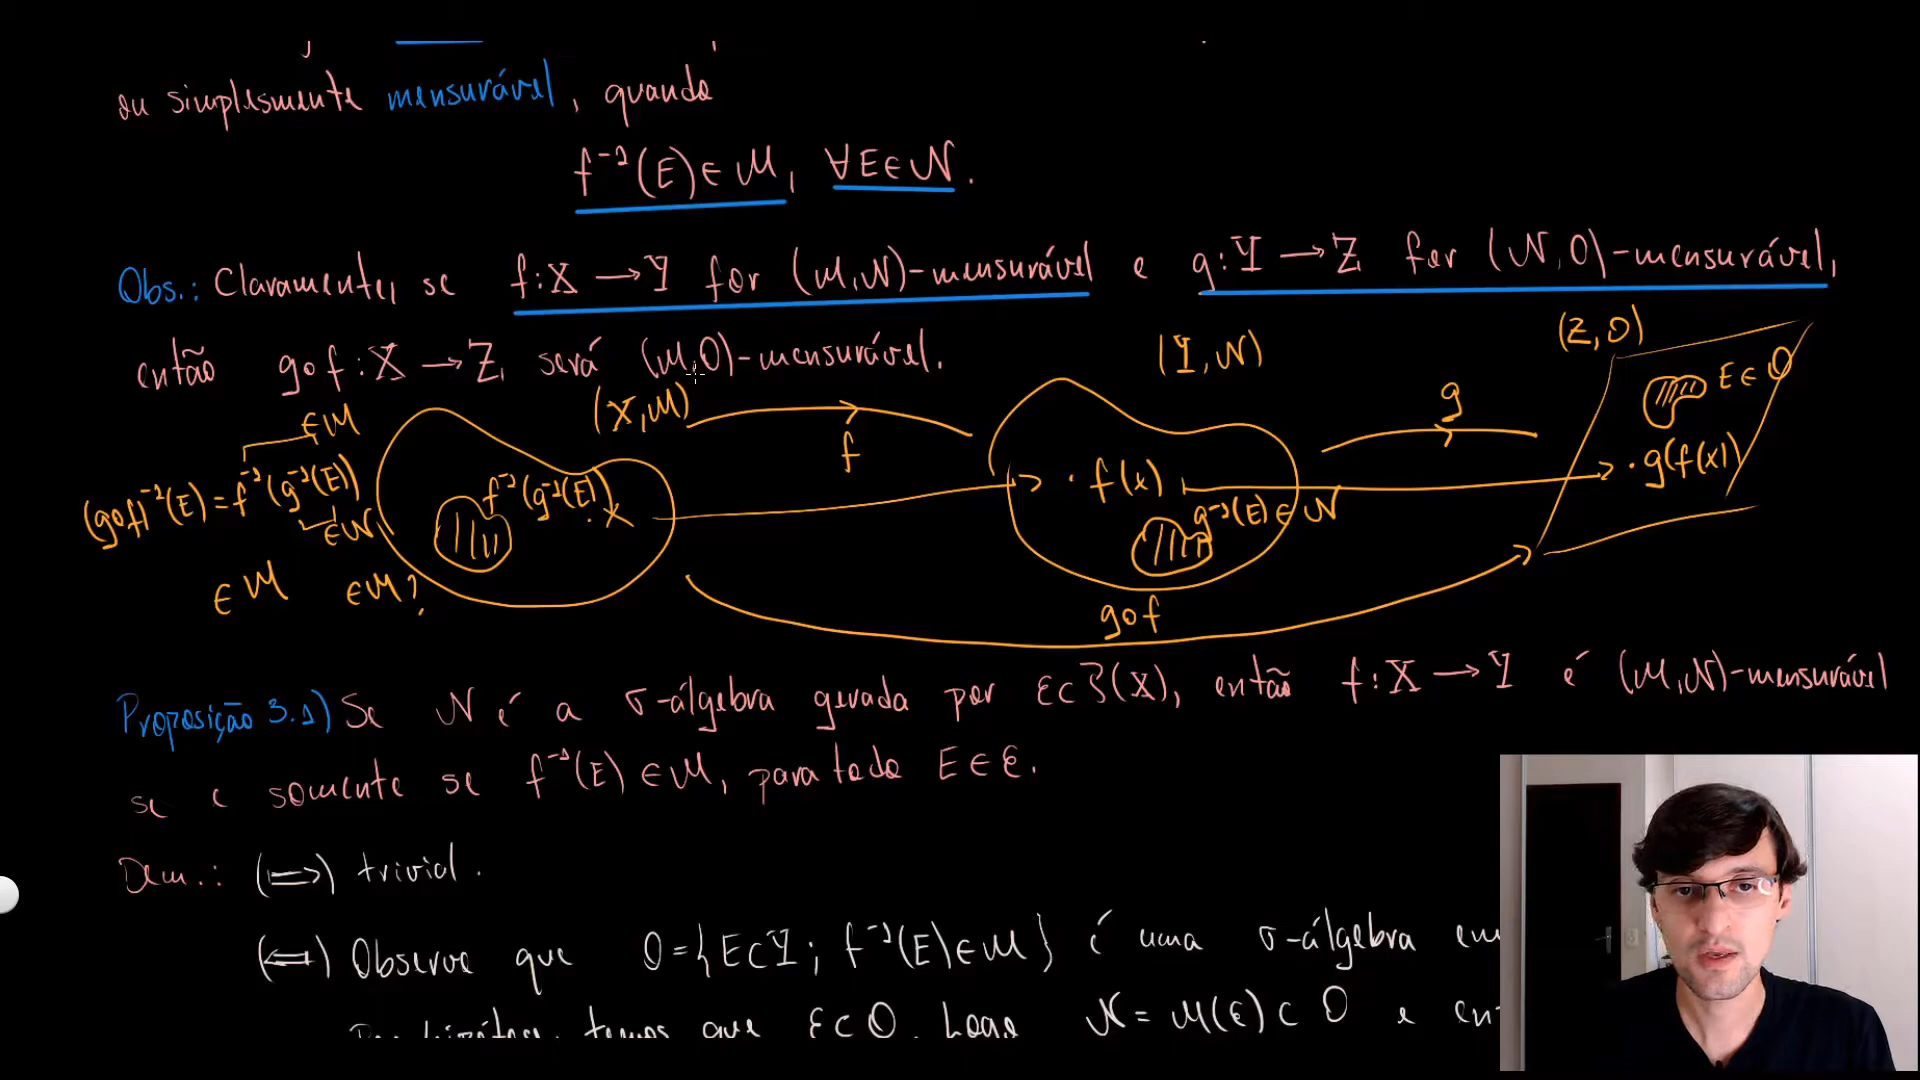 ou simplesmente mensurável, quando
f⁻¹(E) ∈ M, ∀E ∈ N.
Obs.: Claramente, se f: X → Y for (M,N)-mensurável e g: Y → Z for (N,O)-mensurável,
então g∘f: X → Z, será (M,O)-mensurável.
(Y,N)
(Z,O)
(X,M)
f
g
E ∈ O
∈ M
(g∘f)⁻¹(E) = f⁻¹(g⁻¹(E))
∈ N
∈ M
∈ M?
f⁻¹(g⁻¹(E))
. x
. f(x)
g⁻¹(E) ∈ N
. g(f(x))
g∘f
Proposição 3.1) Se N é a σ-álgebra gerada por ℰ ⊂ P(X), então f: X → Y é (M,N)-mensurável
se e somente se f⁻¹(E) ∈ M, para todo E ∈ ℰ.
Dem.: (⟹) trivial.
(⟸) Observe que O = {E ⊂ Y; f⁻¹(E) ∈ M} é uma σ-álgebra em
temos que ℰ ⊂ O. Logo N = M(ℰ) ⊂ O e